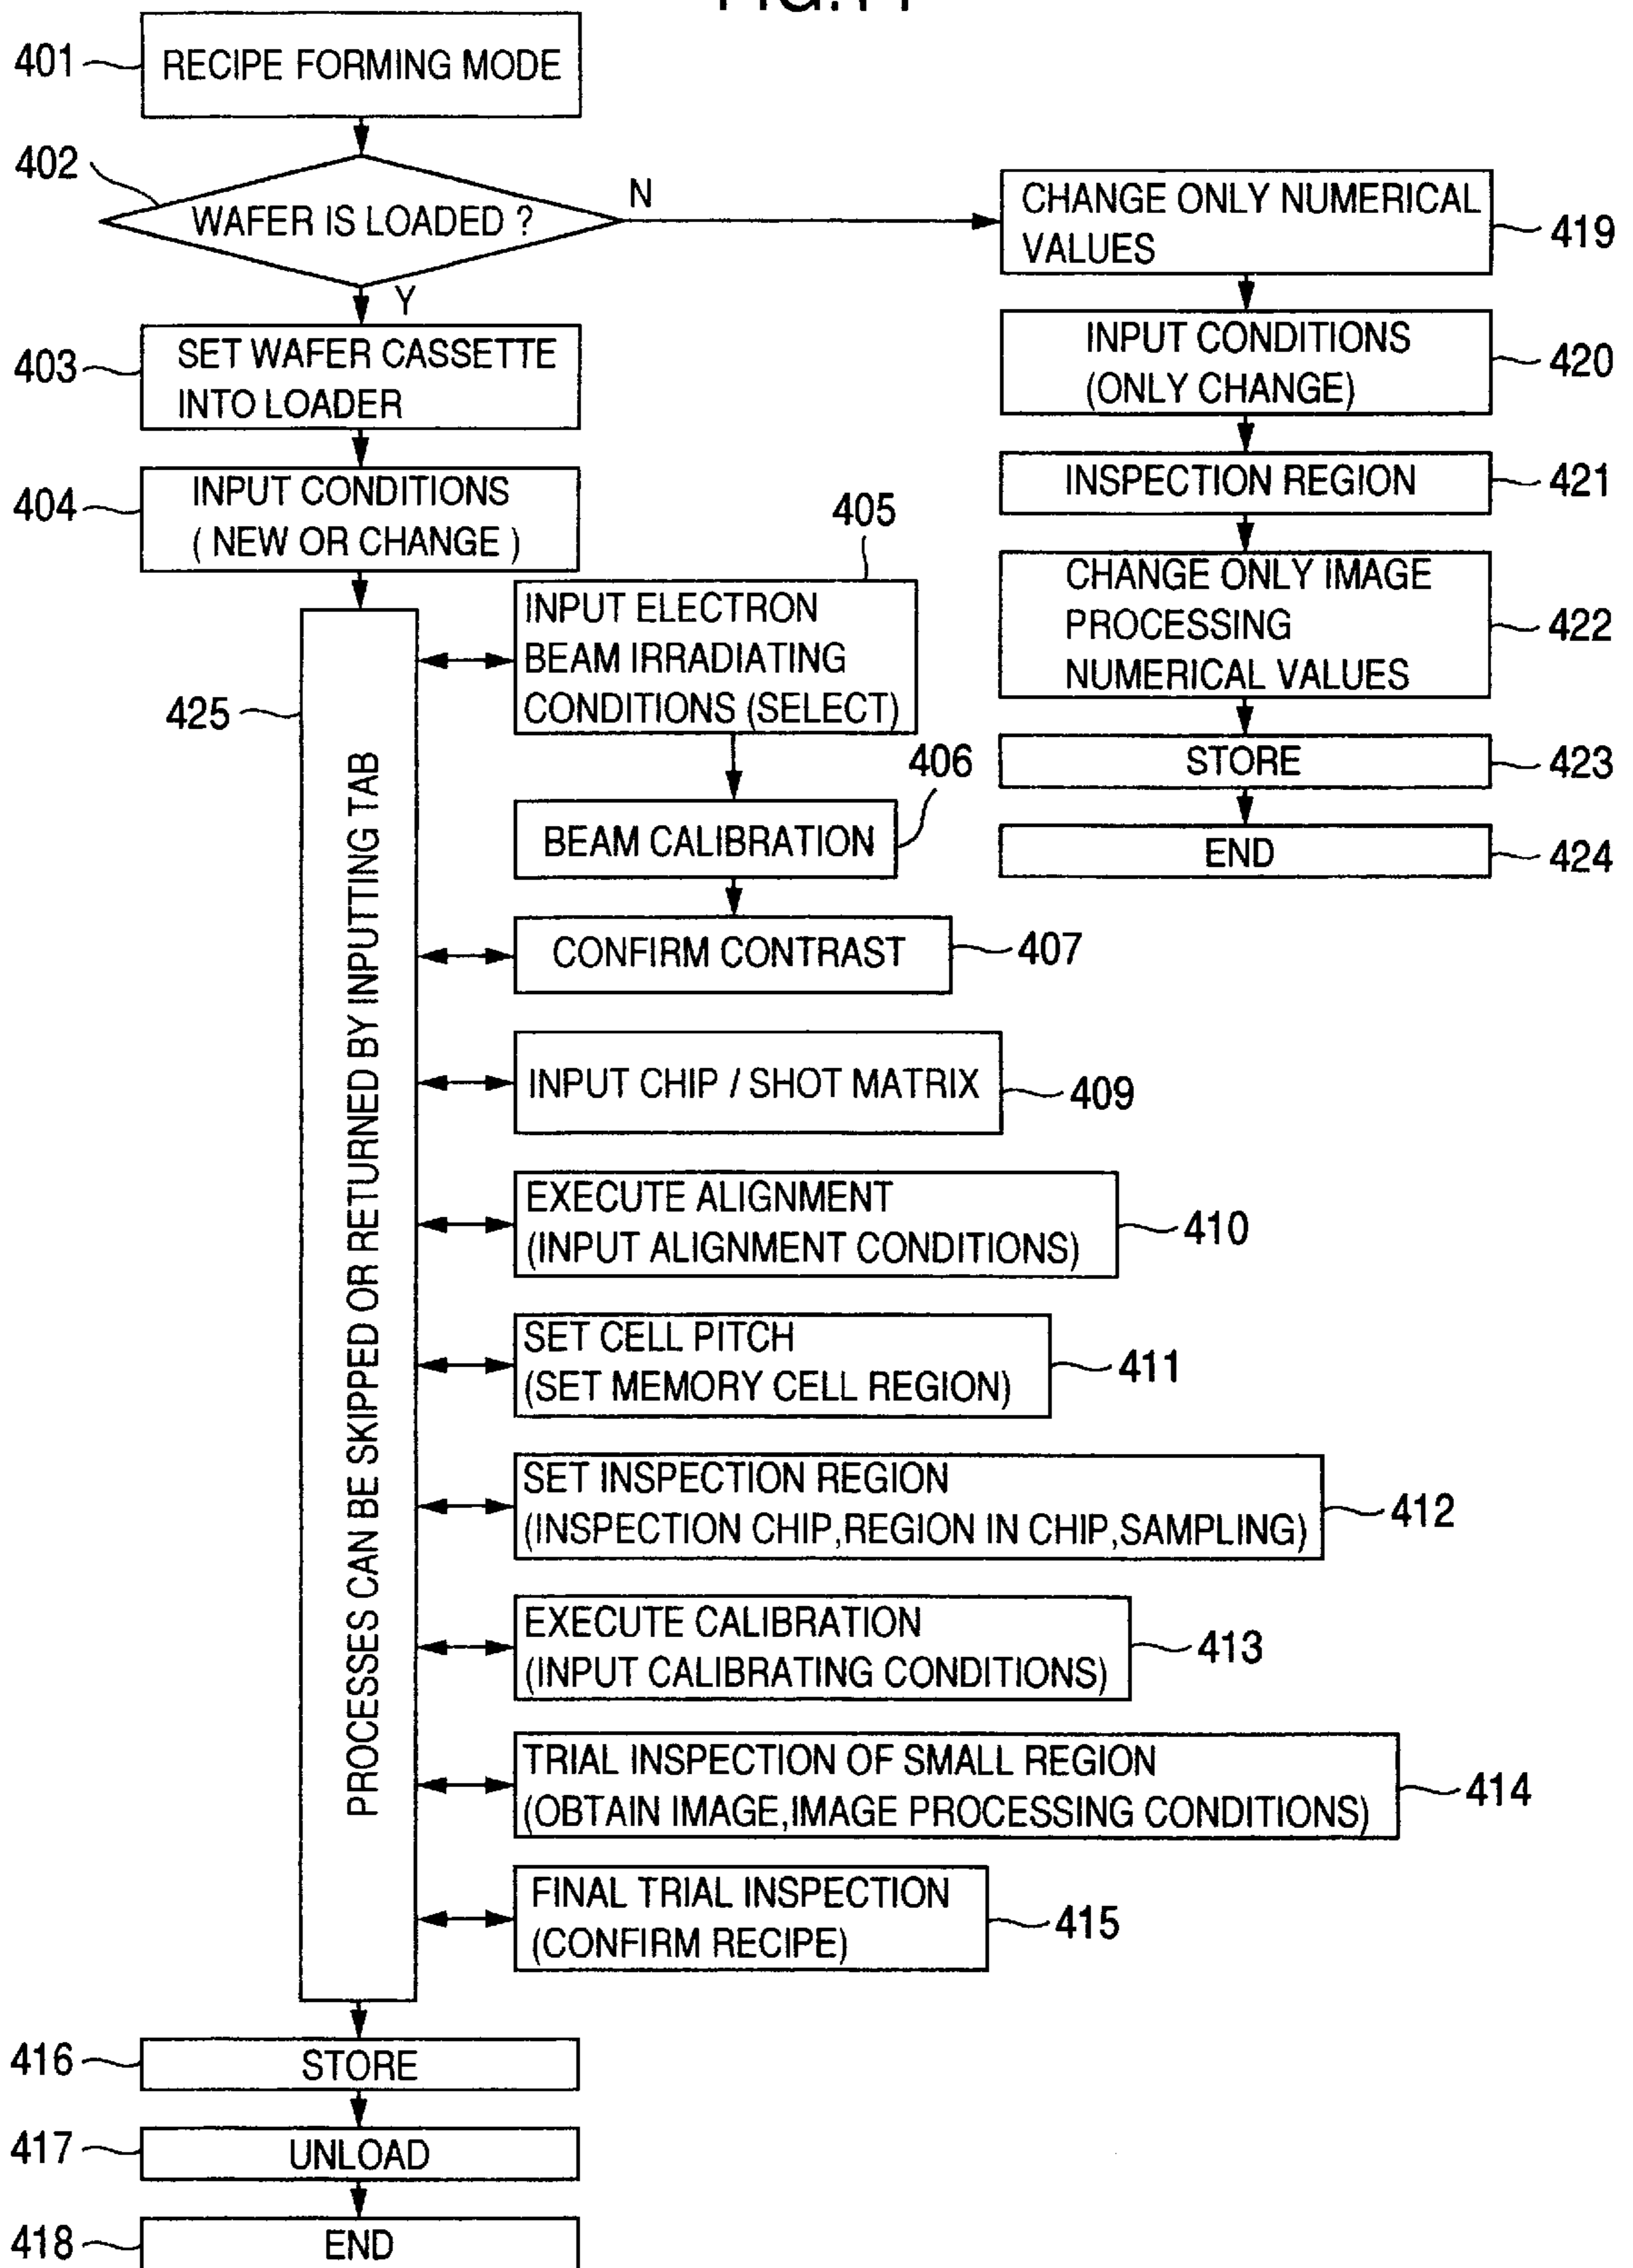 401
RECIPE FORMING MODE
402
WAFER IS LOADED ?
N
Y
403
SET WAFER CASSETTE
INTO LOADER
404
INPUT CONDITIONS
( NEW OR CHANGE )
425
PROCESSES CAN BE SKIPPED OR RETURNED BY INPUTTING TAB
405
INPUT ELECTRON
BEAM IRRADIATING
CONDITIONS (SELECT)
406
BEAM CALIBRATION
CONFIRM CONTRAST
407
INPUT CHIP / SHOT MATRIX
409
EXECUTE ALIGNMENT
(INPUT ALIGNMENT CONDITIONS)
410
SET CELL PITCH
(SET MEMORY CELL REGION)
411
SET INSPECTION REGION
(INSPECTION CHIP,REGION IN CHIP,SAMPLING)
412
EXECUTE CALIBRATION
(INPUT CALIBRATING CONDITIONS)
413
TRIAL INSPECTION OF SMALL REGION
(OBTAIN IMAGE,IMAGE PROCESSING CONDITIONS)
414
FINAL TRIAL INSPECTION
(CONFIRM RECIPE)
415
416
STORE
417
UNLOAD
418
END
CHANGE ONLY NUMERICAL
VALUES
419
INPUT CONDITIONS
(ONLY CHANGE)
420
INSPECTION REGION
421
CHANGE ONLY IMAGE
PROCESSING
NUMERICAL VALUES
422
STORE
423
END
424